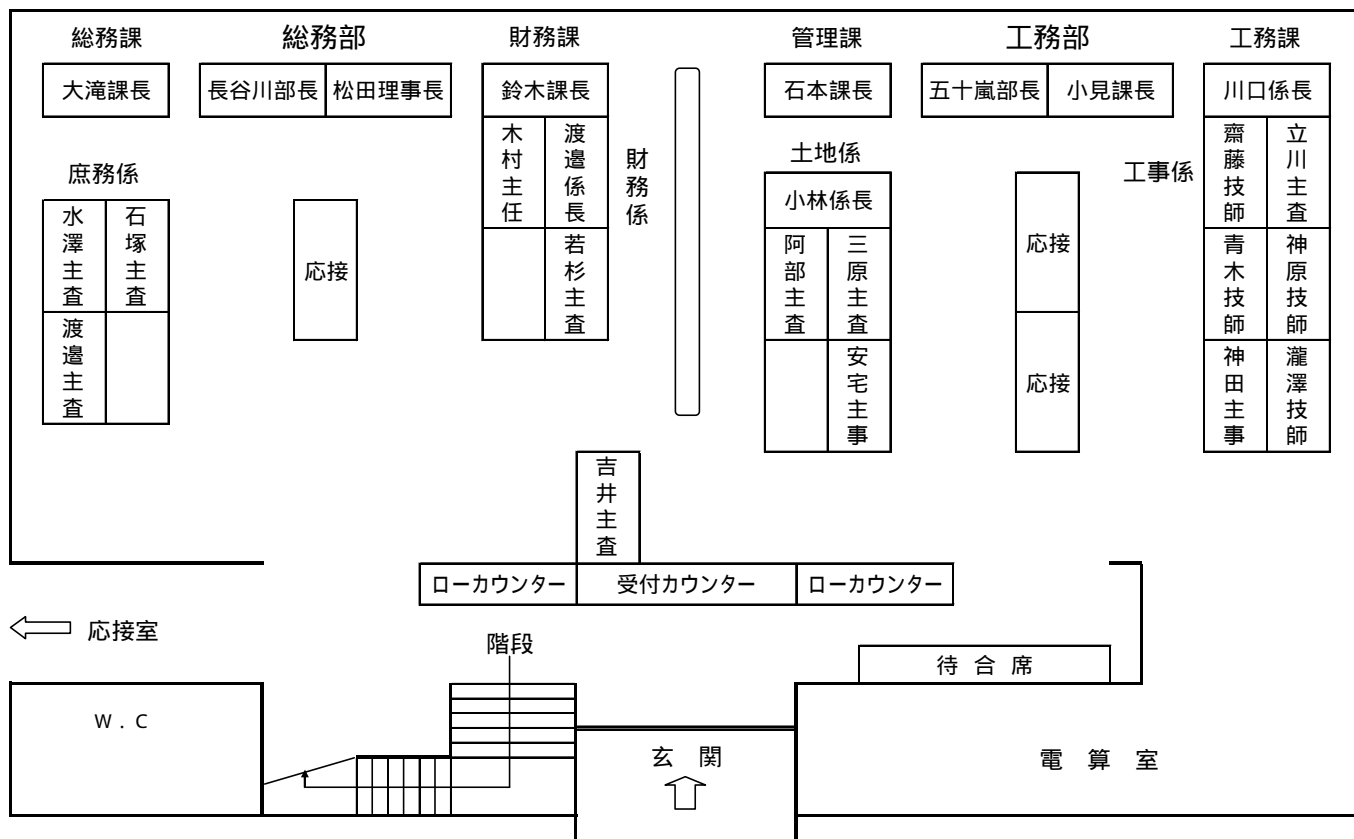 総務課
総務部
財務課
管理課
工務部
工務課
大滝課長
長谷川部長
松田理事長
鈴木課長
石本課長
五十嵐部長
小見課長
川口係長
庶務係
水澤主査
石塚主査
渡邉主査
応接
木村主任
渡邉係長
若杉主査
財務係
土地係
小林係長
阿部主査
三原主査
安宅主事
応接
応接
工事係
齋藤技師
立川主査
青木技師
神原技師
神田主事
瀧澤技師
吉井主査
ローカウンター
受付カウンター
ローカウンター
応接室
階段
待合席
W.C
玄関
電算室